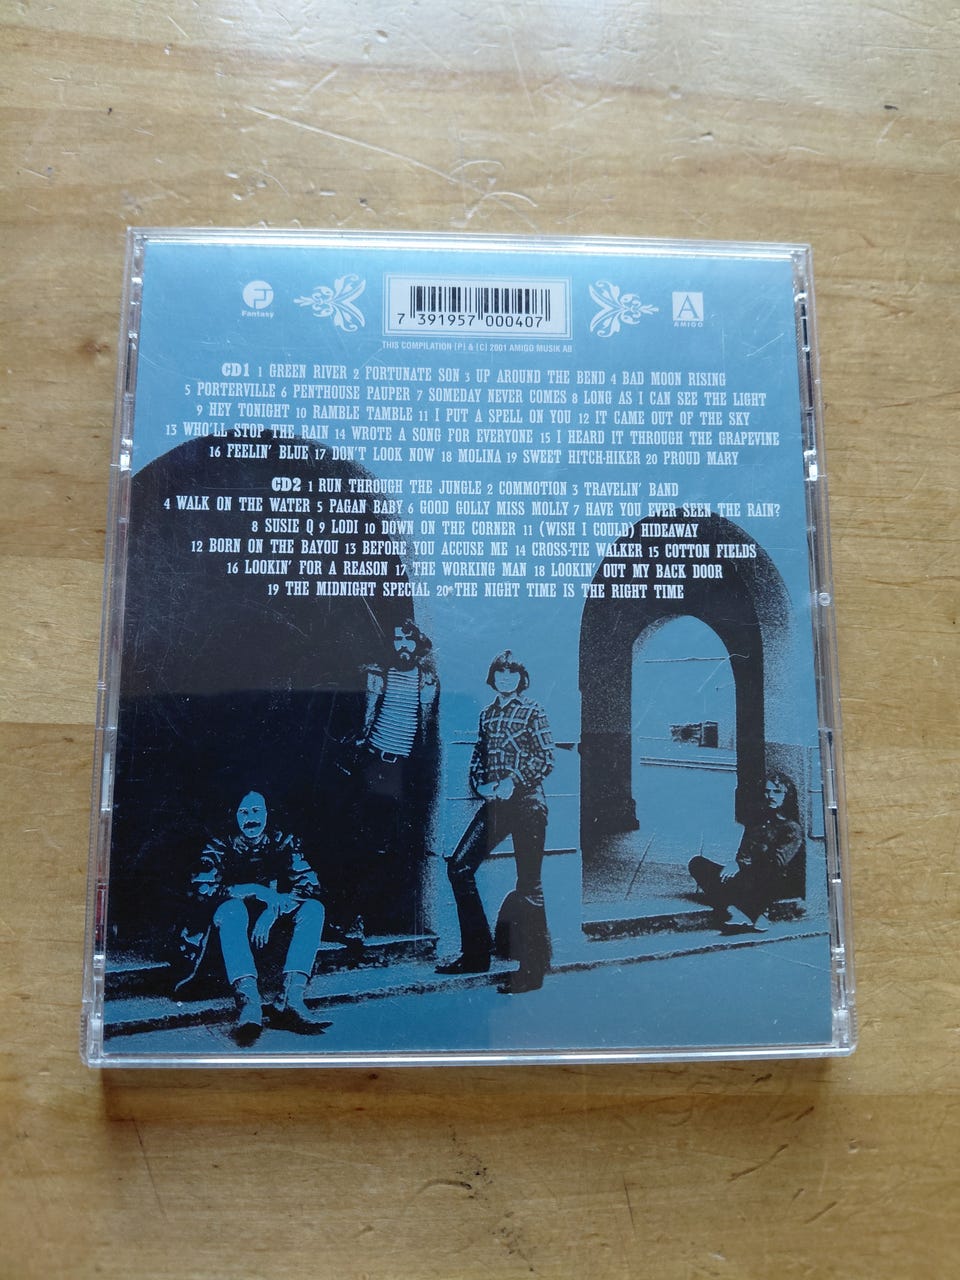 Fantasy
7 391957 000407
A
AMIGO
THIS COMPILATION (P) & (C) 2001 AMIGO MUSIK AB
CD1 1 GREEN RIVER 2 FORTUNATE SON 3 UP AROUND THE BEND 4 BAD MOON RISING
5 PORTERVILLE 6 PENTHOUSE PAUPER 7 SOMEDAY NEVER COMES 8 LONG AS I CAN SEE THE LIGHT
9 HEY TONIGHT 10 RAMBLE TAMBLE 11 I PUT A SPELL ON YOU 12 IT CAME OUT OF THE SKY
13 WHO'LL STOP THE RAIN 14 WROTE A SONG FOR EVERYONE 15 I HEARD IT THROUGH THE GRAPEVINE
16 FEELIN' BLUE 17 DON'T LOOK NOW 18 MOLINA 19 SWEET HITCH-HIKER 20 PROUD MARY
CD2 1 RUN THROUGH THE JUNGLE 2 COMMOTION 3 TRAVELIN' BAND
4 WALK ON THE WATER 5 PAGAN BABY 6 GOOD GOLLY MISS MOLLY 7 HAVE YOU EVER SEEN THE RAIN?
8 SUSIE Q 9 LODI 10 DOWN ON THE CORNER 11 (WISH I COULD) HIDEAWAY
12 BORN ON THE BAYOU 13 BEFORE YOU ACCUSE ME 14 CROSS-TIE WALKER 15 COTTON FIELDS
16 LOOKIN' FOR A REASON 17 THE WORKING MAN 18 LOOKIN' OUT MY BACK DOOR
19 THE MIDNIGHT SPECIAL 20 THE NIGHT TIME IS THE RIGHT TIME